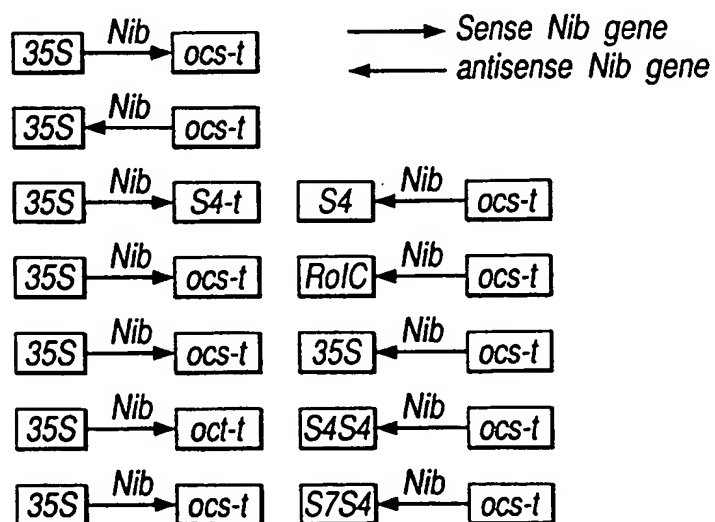 35S Nib ocs-t
Sense Nib gene
antisense Nib gene
35S Nib ocs-t
35S Nib S4-t S4 Nib ocs-t
35S Nib ocs-t RolC Nib ocs-t
35S Nib ocs-t 35S Nib ocs-t
35S Nib oct-t S4S4 Nib ocs-t
35S Nib ocs-t S7S4 Nib ocs-t